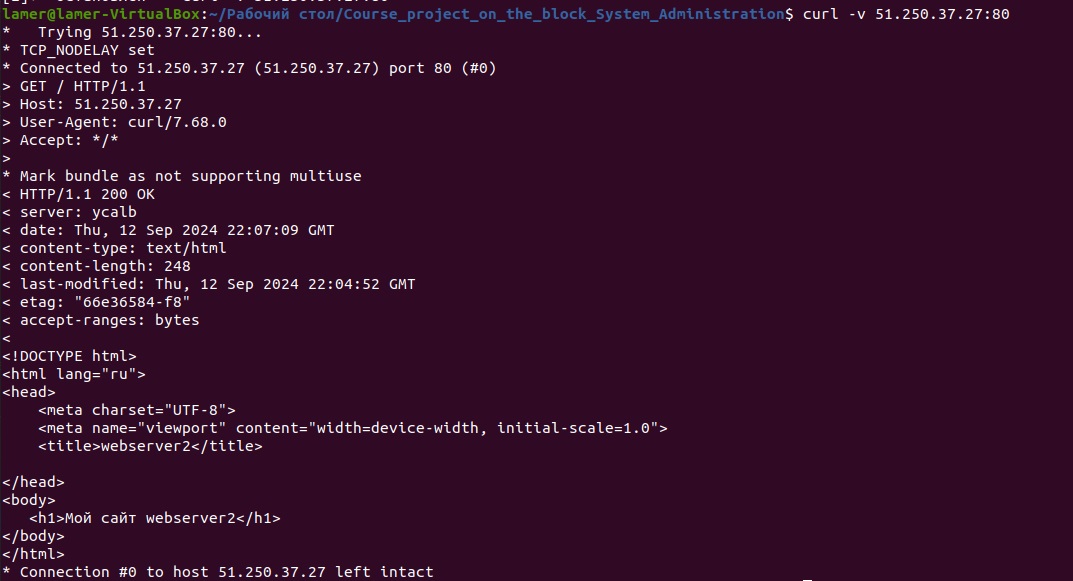 lamer@lamer-VirtualBox:~/Рабочий стол/Course_project_on_the_block_System_Administration$ curl -v 51.250.37.27:80
*   Trying 51.250.37.27:80...
* TCP_NODELAY set
* Connected to 51.250.37.27 (51.250.37.27) port 80 (#0)
> GET / HTTP/1.1
> Host: 51.250.37.27
> User-Agent: curl/7.68.0
> Accept: */*
>
* Mark bundle as not supporting multiuse
< HTTP/1.1 200 OK
< server: ycalb
< date: Thu, 12 Sep 2024 22:07:09 GMT
< content-type: text/html
< content-length: 248
< last-modified: Thu, 12 Sep 2024 22:04:52 GMT
< etag: "66e36584-f8"
< accept-ranges: bytes
<
<!DOCTYPE html>
<html lang="ru">
<head>
    <meta charset="UTF-8">
    <meta name="viewport" content="width=device-width, initial-scale=1.0">
    <title>webserver2</title>

</head>
<body>
   <h1>Мой сайт webserver2</h1>
</body>
</html>
* Connection #0 to host 51.250.37.27 left intact